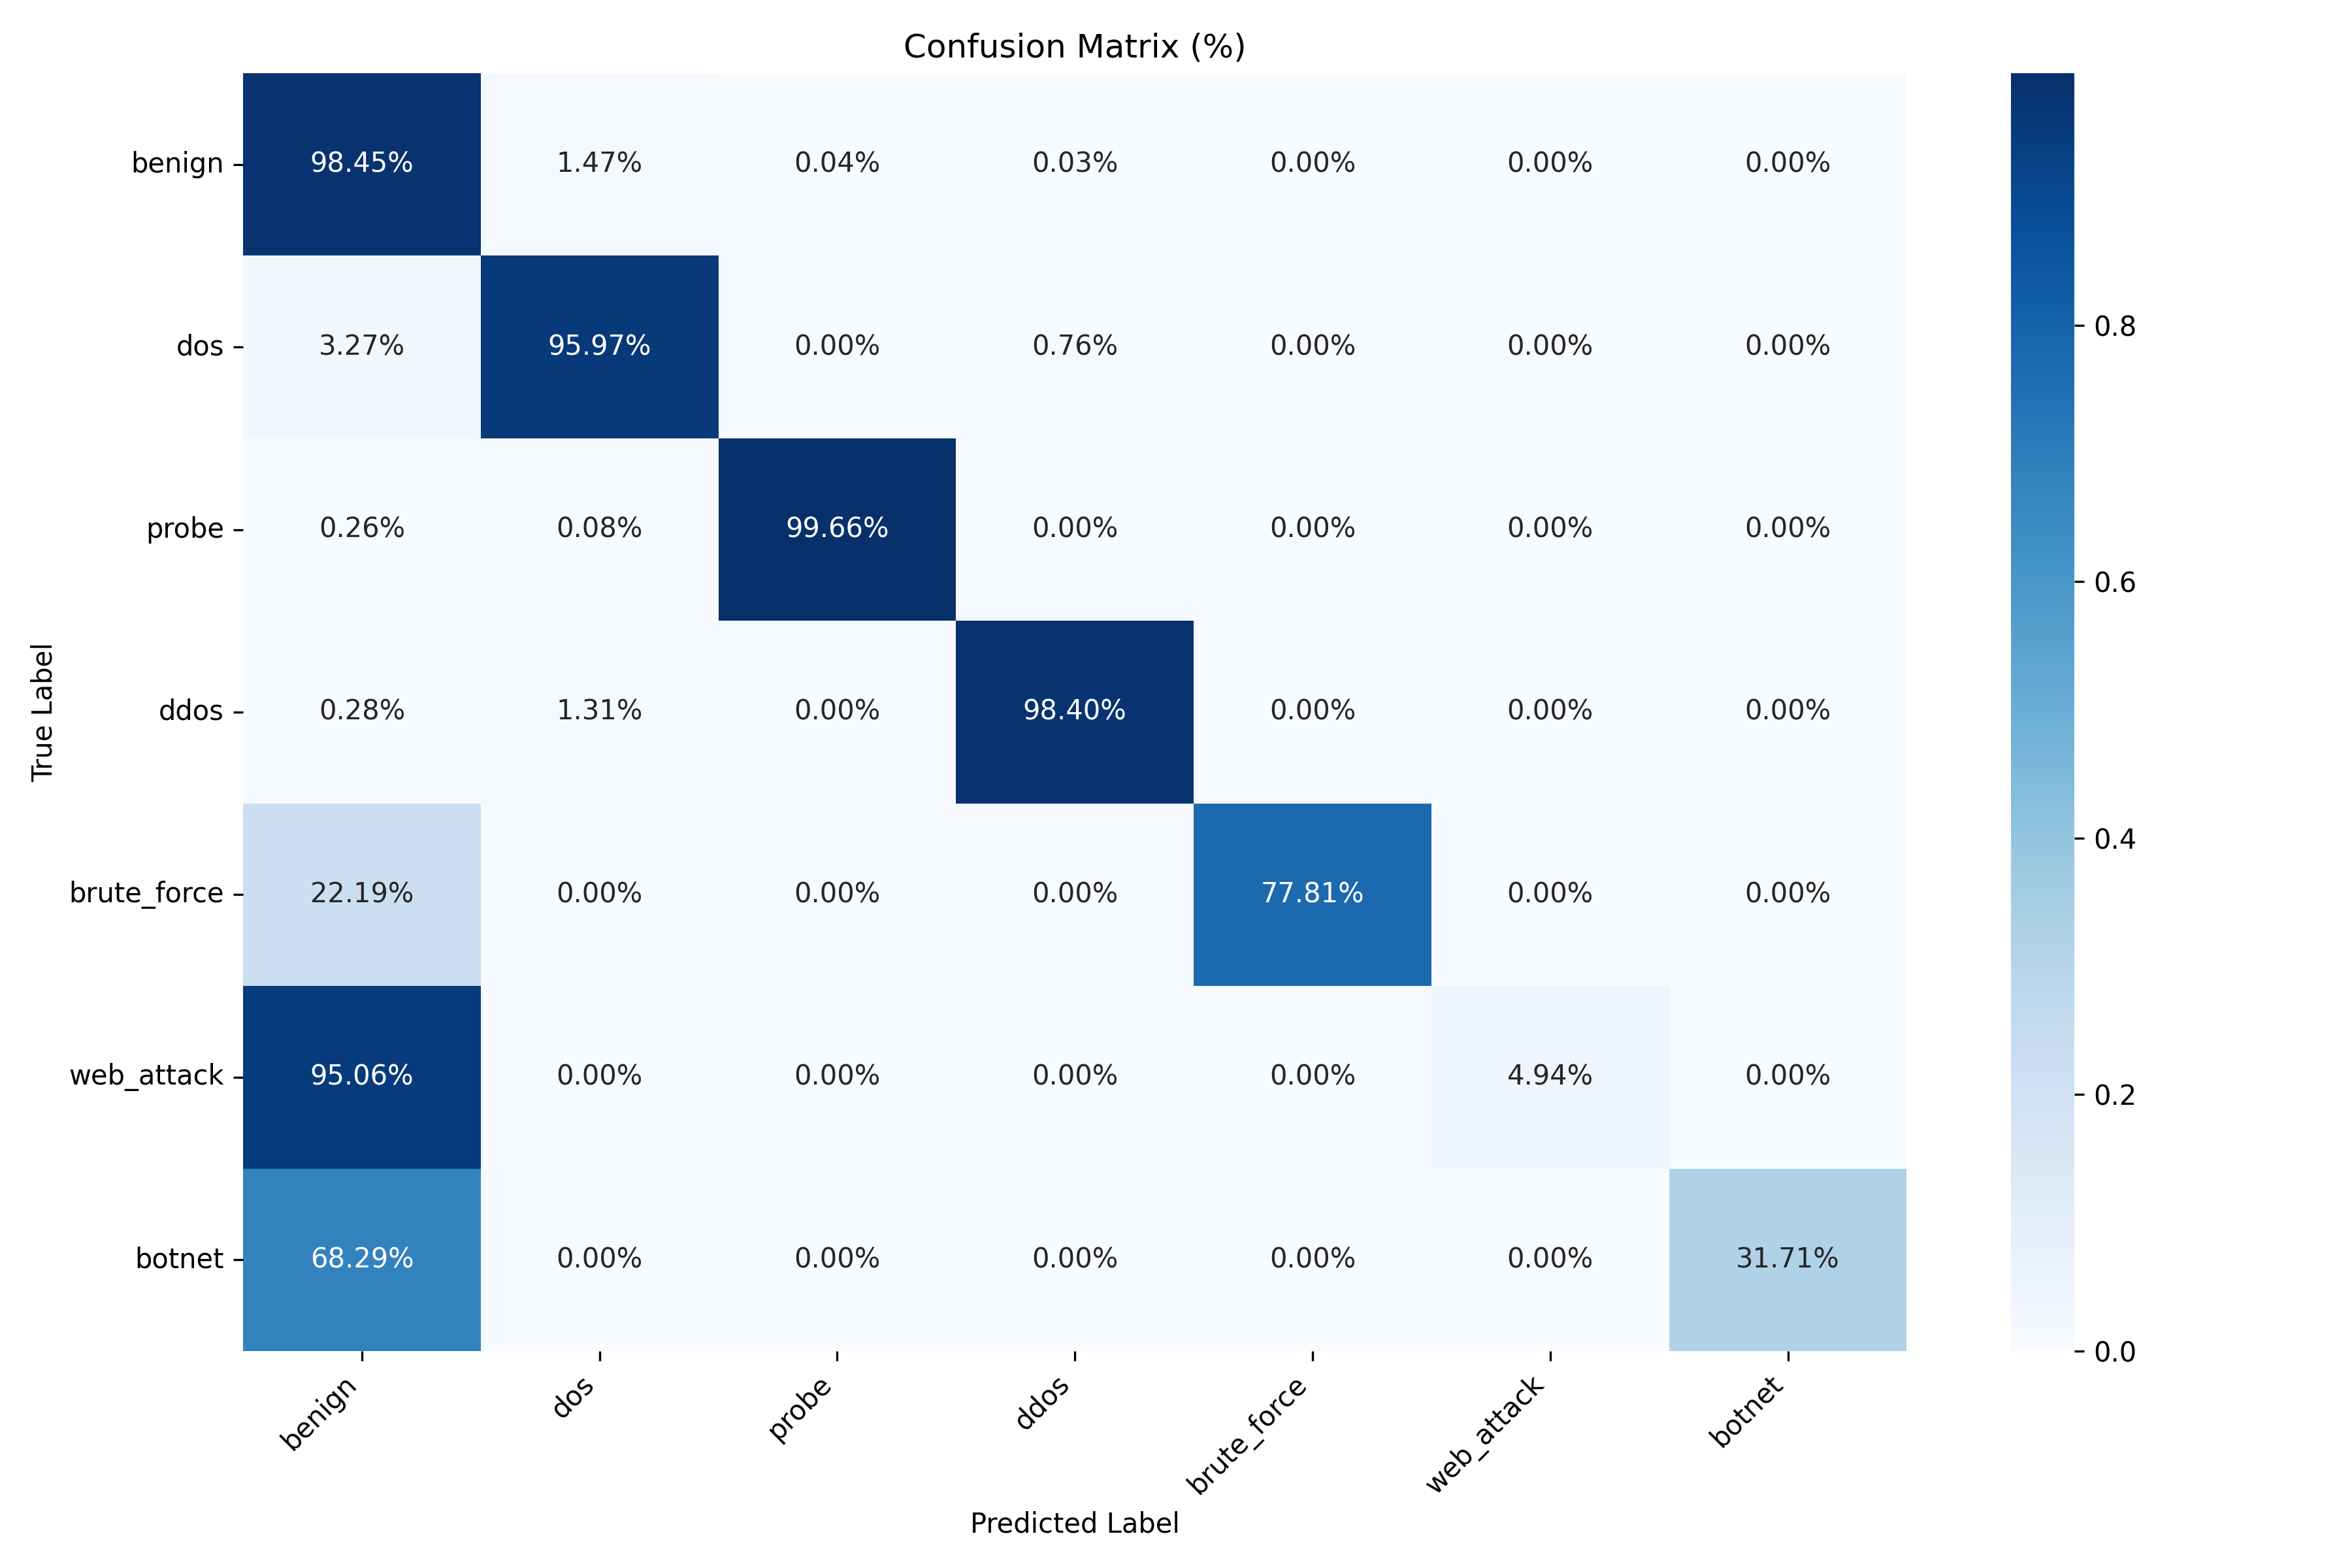 Confusion Matrix (%)
benign 98.45% 1.47% 0.04% 0.03% 0.00% 0.00% 0.00%
dos 3.27% 95.97% 0.00% 0.76% 0.00% 0.00% 0.00%
probe 0.26% 0.08% 99.66% 0.00% 0.00% 0.00% 0.00%
ddos 0.28% 1.31% 0.00% 98.40% 0.00% 0.00% 0.00%
brute_force 22.19% 0.00% 0.00% 0.00% 77.81% 0.00% 0.00%
web_attack 95.06% 0.00% 0.00% 0.00% 0.00% 4.94% 0.00%
botnet 68.29% 0.00% 0.00% 0.00% 0.00% 0.00% 31.71%
True Label
benign dos probe ddos brute_force web_attack botnet
Predicted Label
0.8
0.6
0.4
0.2
0.0